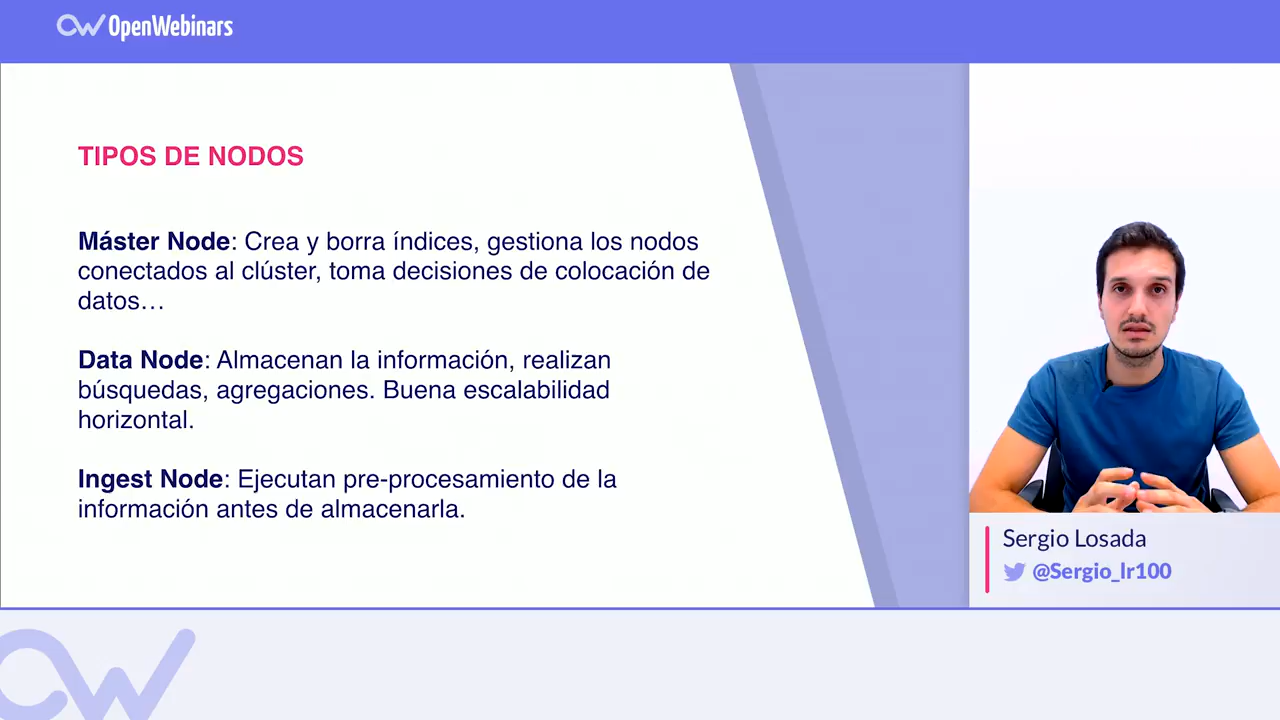 OpenWebinars
TIPOS DE NODOS
Máster Node: Crea y borra índices, gestiona los nodos
conectados al clúster, toma decisiones de colocación de
datos…
Data Node: Almacenan la información, realizan
búsquedas, agregaciones. Buena escalabilidad
horizontal.
Ingest Node: Ejecutan pre-procesamiento de la
información antes de almacenarla.
Sergio Losada
@Sergio_lr100